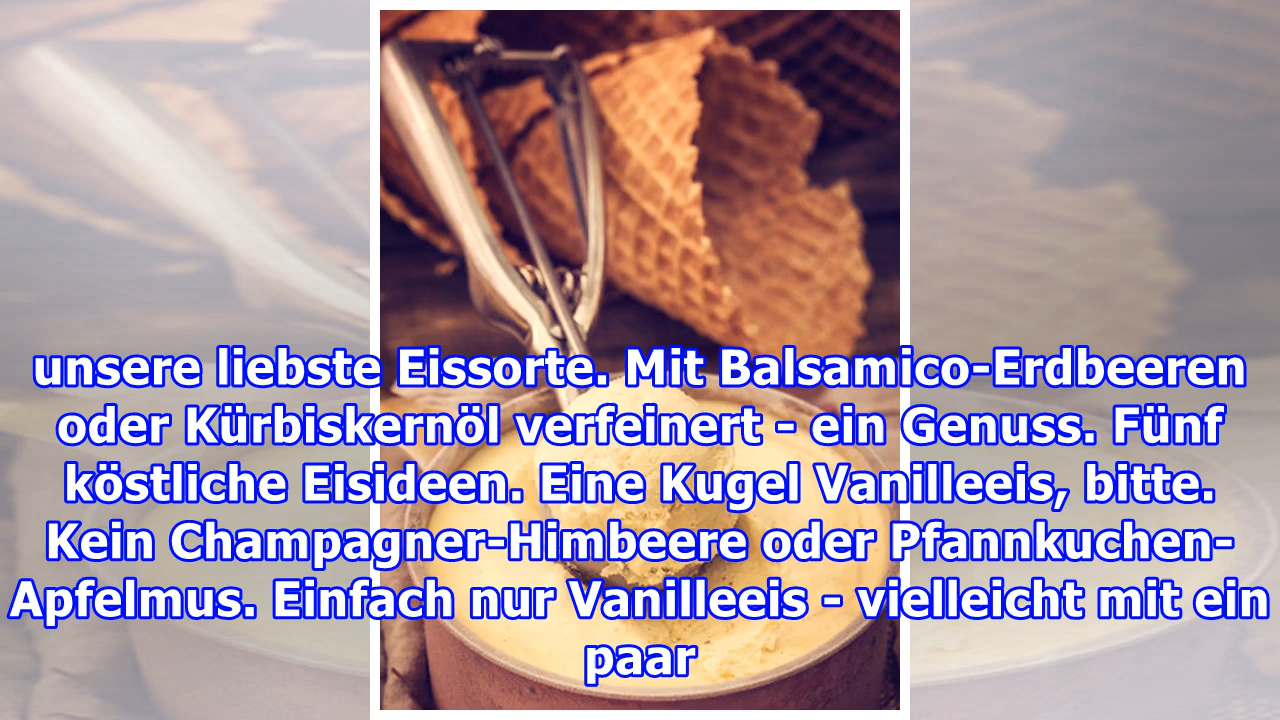 unsere liebste Eissorte. Mit Balsamico-Erdbeeren
oder Kürbiskernöl verfeinert - ein Genuss. Fünf
köstliche Eisideen. Eine Kugel Vanilleeis, bitte.
Kein Champagner-Himbeere oder Pfannkuchen-
Apfelmus. Einfach nur Vanilleeis - vielleicht mit ein
paar